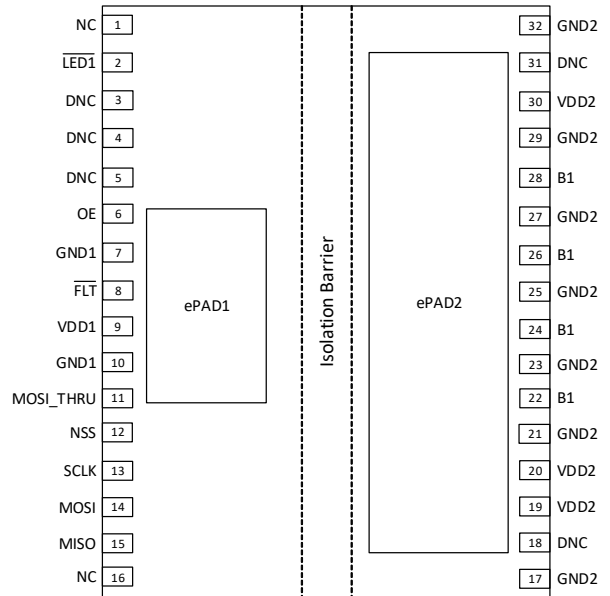 NC 1 32 GND2
LED1 2 31 DNC
DNC 3 30 VDD2
DNC 4 29 GND2
DNC 5 28 B1
OE 6 27 GND2
GND1 7 26 B1
FLT 8 25 GND2
VDD1 9 24 B1
GND1 10 23 GND2
MOSI_THRU 11 22 B1
NSS 12 21 GND2
SCLK 13 20 VDD2
MOSI 14 19 VDD2
MISO 15 18 DNC
NC 16 17 GND2
ePAD1
Isolation Barrier
ePAD2